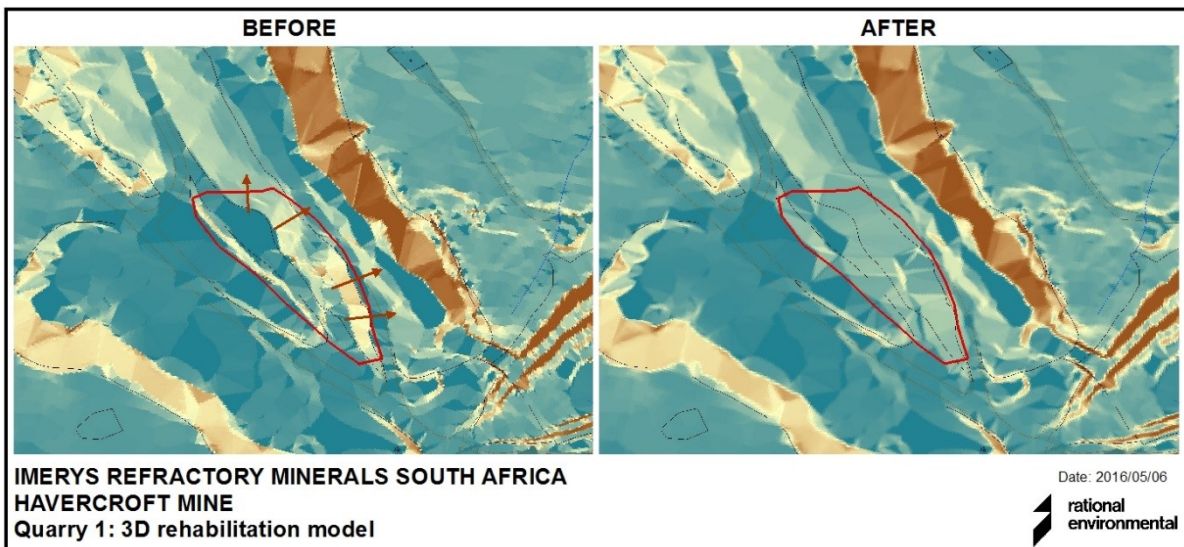 BEFORE
AFTER
IMERYS REFRACTORY MINERALS SOUTH AFRICA
HAVERCROFT MINE
Quarry 1: 3D rehabilitation model
Date: 2016/05/06
rational
environmental